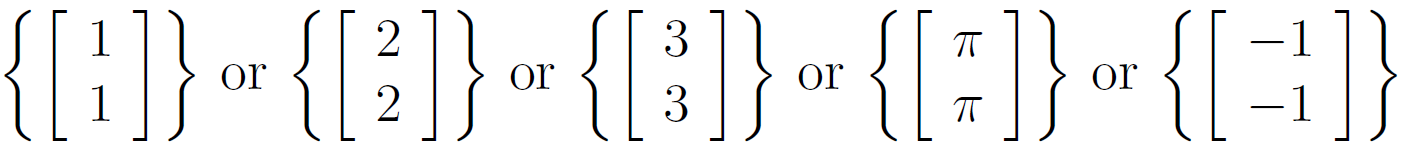 {[1 1]} or {[2 2]} or {[3 3]} or {[π π]} or {[−1 −1]}